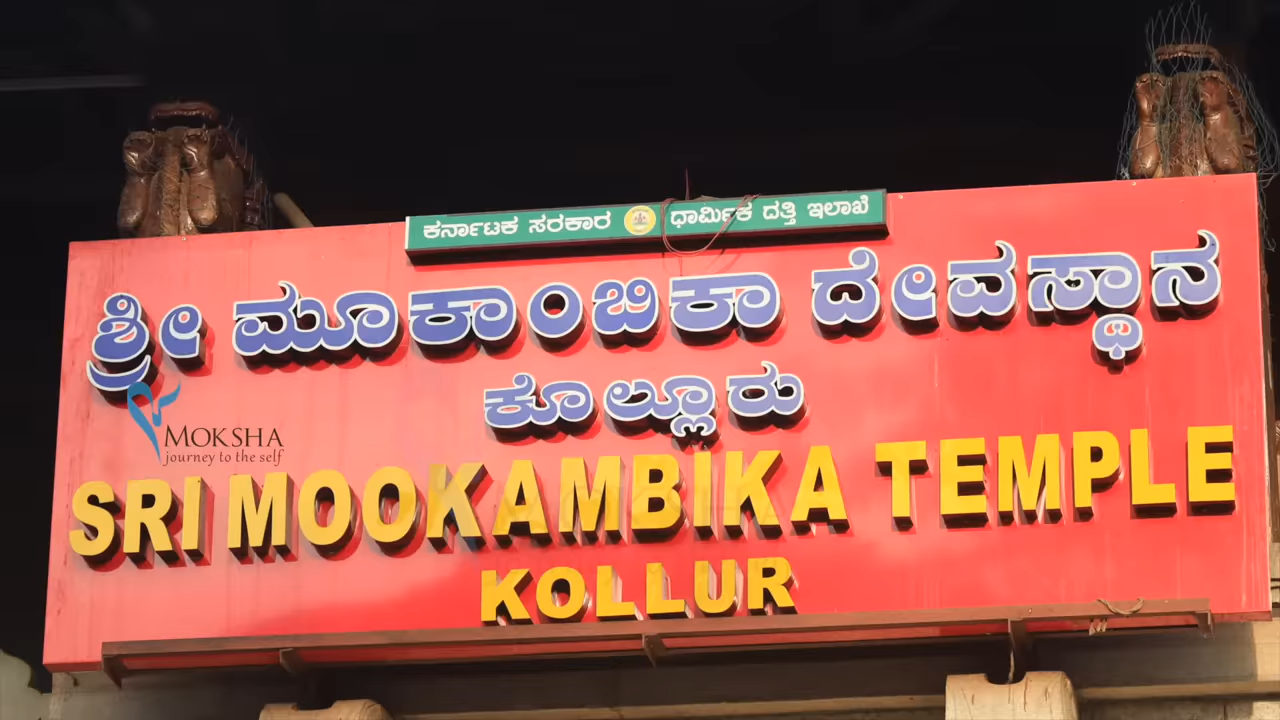 ಕರ್ನಾಟಕ ಸರಕಾರ ಧಾರ್ಮಿಕ ದತ್ತಿ ಇಲಾಖೆ
ಶ್ರೀ ಮೂಕಾಂಬಿಕಾ ದೇವಸ್ಥಾನ
ಕೊಲ್ಲೂರು
MOKSHA
journey to the self
SRI MOOKAMBIKA TEMPLE
KOLLUR